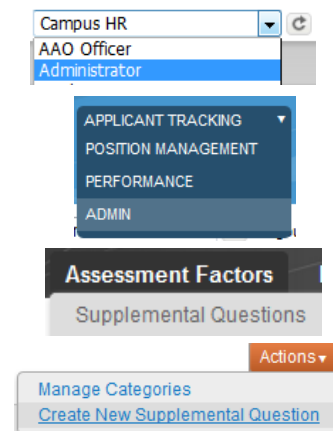 Campus HR
AAO Officer
Administrator
APPLICANT TRACKING
POSITION MANAGEMENT
PERFORMANCE
ADMIN
Assessment Factors
Supplemental Questions
Actions
Manage Categories
Create New Supplemental Question